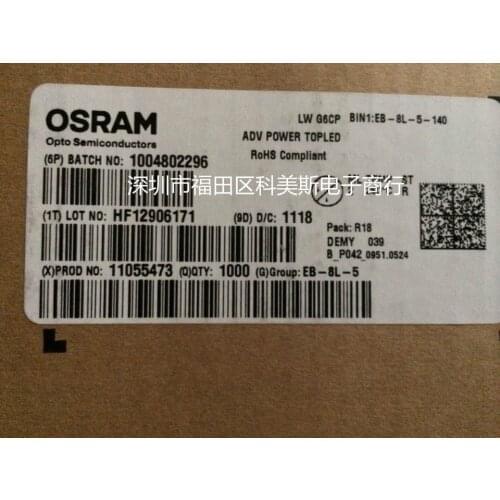 OSRAM
Opto Semiconductors
LW G6CP BIN1:EB-8L-5-140
ADV POWER TOPLED
RoHS Compliant
(6P) BATCH NO: 1004802296
深圳市福田区科美斯电子商行
(1T) LOT NO: HF12906171 (9D) D/C: 1118
Pack: R18
DEMY 039
B_P042_0951.0524
(X)PROD NO: 11055473 (Q)QTY: 1000 (G)Group: EB-8L-5